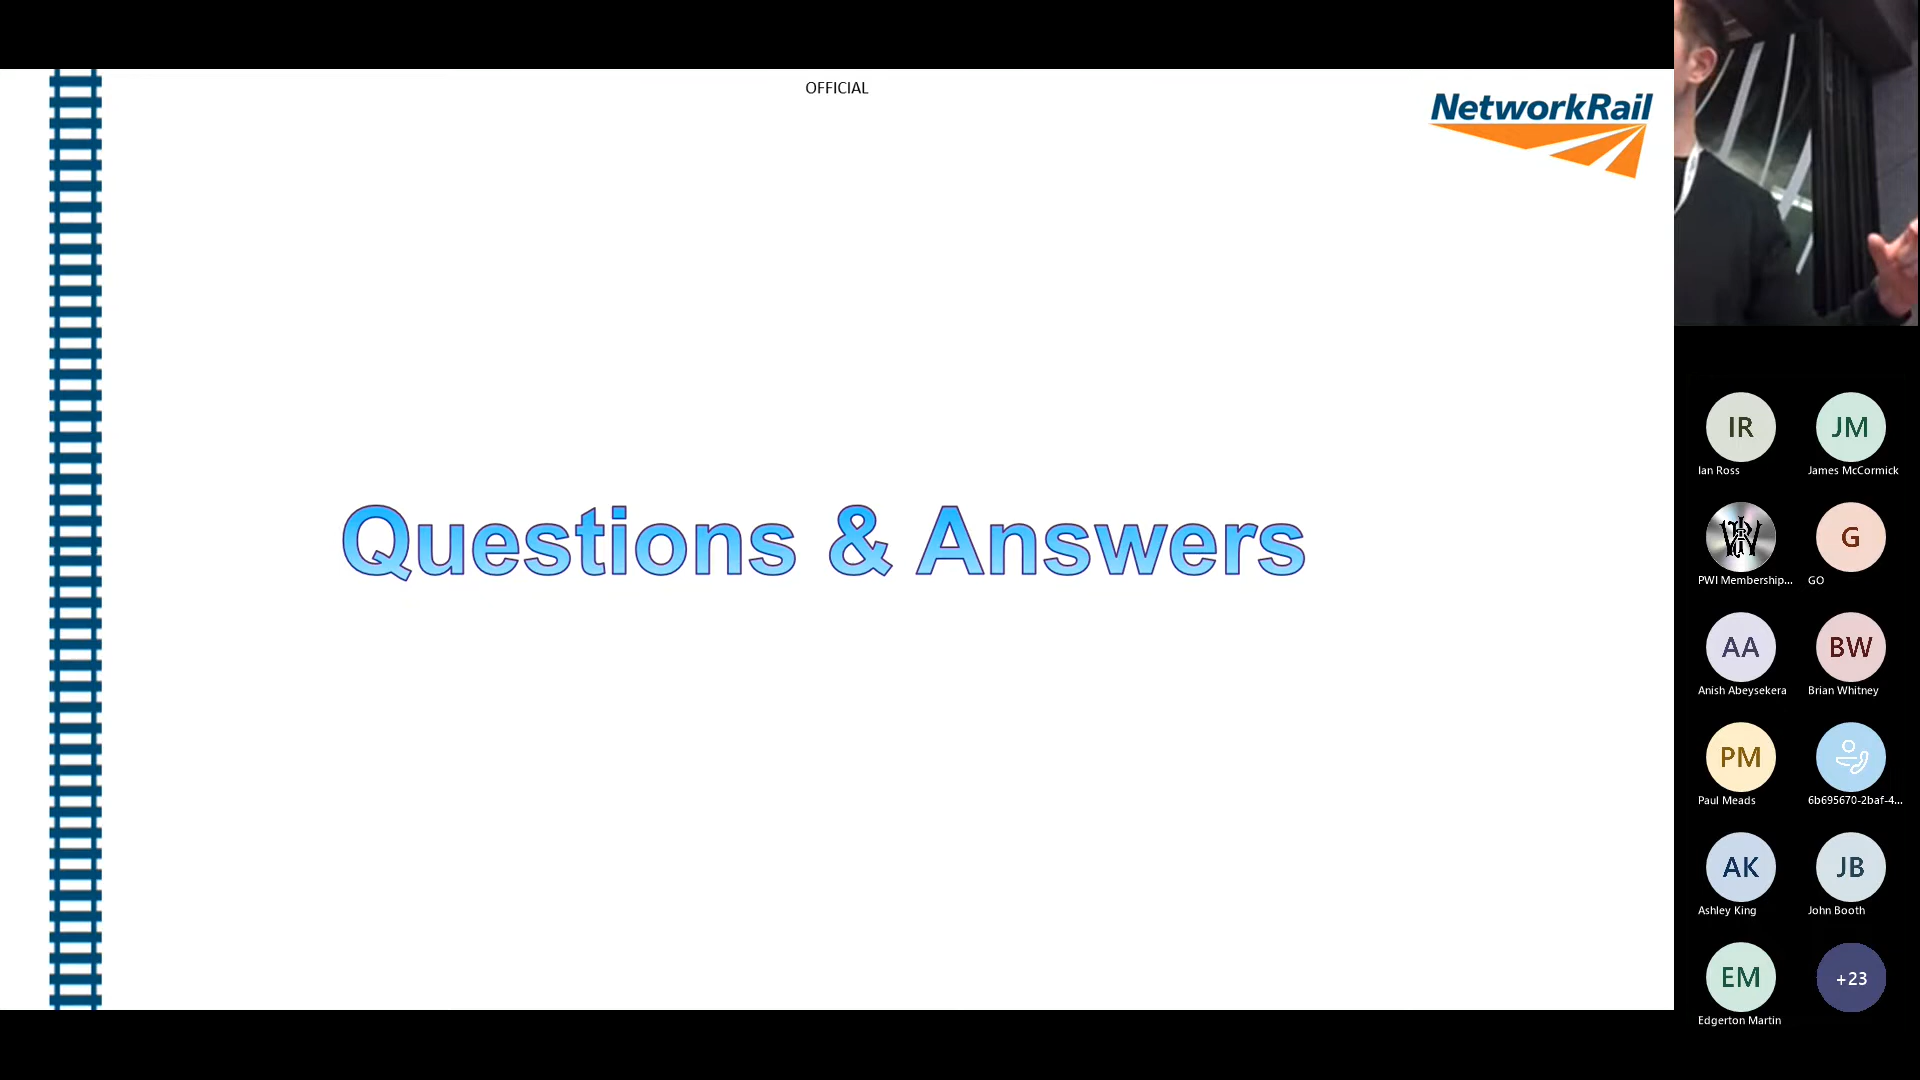 OFFICIAL
NetworkRail
Questions & Answers
IR
JM
Ian Ross
James McCormick
PWI Membership...
G
GO
AA
BW
Anish Abeysekera
Brian Whitney
PM
Paul Meads
6b695670-2baf-4...
AK
JB
Ashley King
John Booth
EM
+23
Edgerton Martin